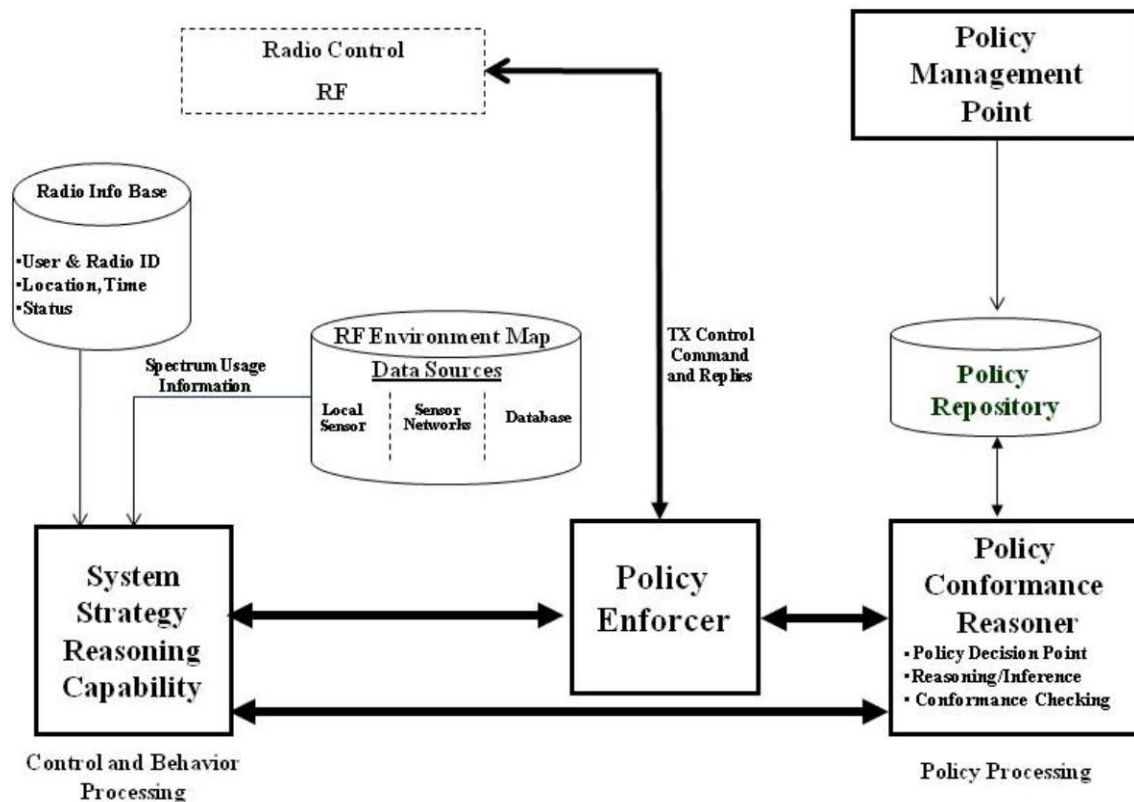 Radio Control
RF
Policy
Management
Point
Radio Info Base
▪User & Radio ID
▪Location, Time
▪Status
RF Environment Map
Data Sources
Local
Sensor
Sensor
Networks
Database
Spectrum Usage
Information
TX Control
Command
and Replies
Policy
Repository
System
Strategy
Reasoning
Capability
Policy
Enforcer
Policy
Conformance
Reasoner
▪Policy Decision Point
▪Reasoning/Inference
▪ Conformance Checking
Control and Behavior
Processing
Policy Processing